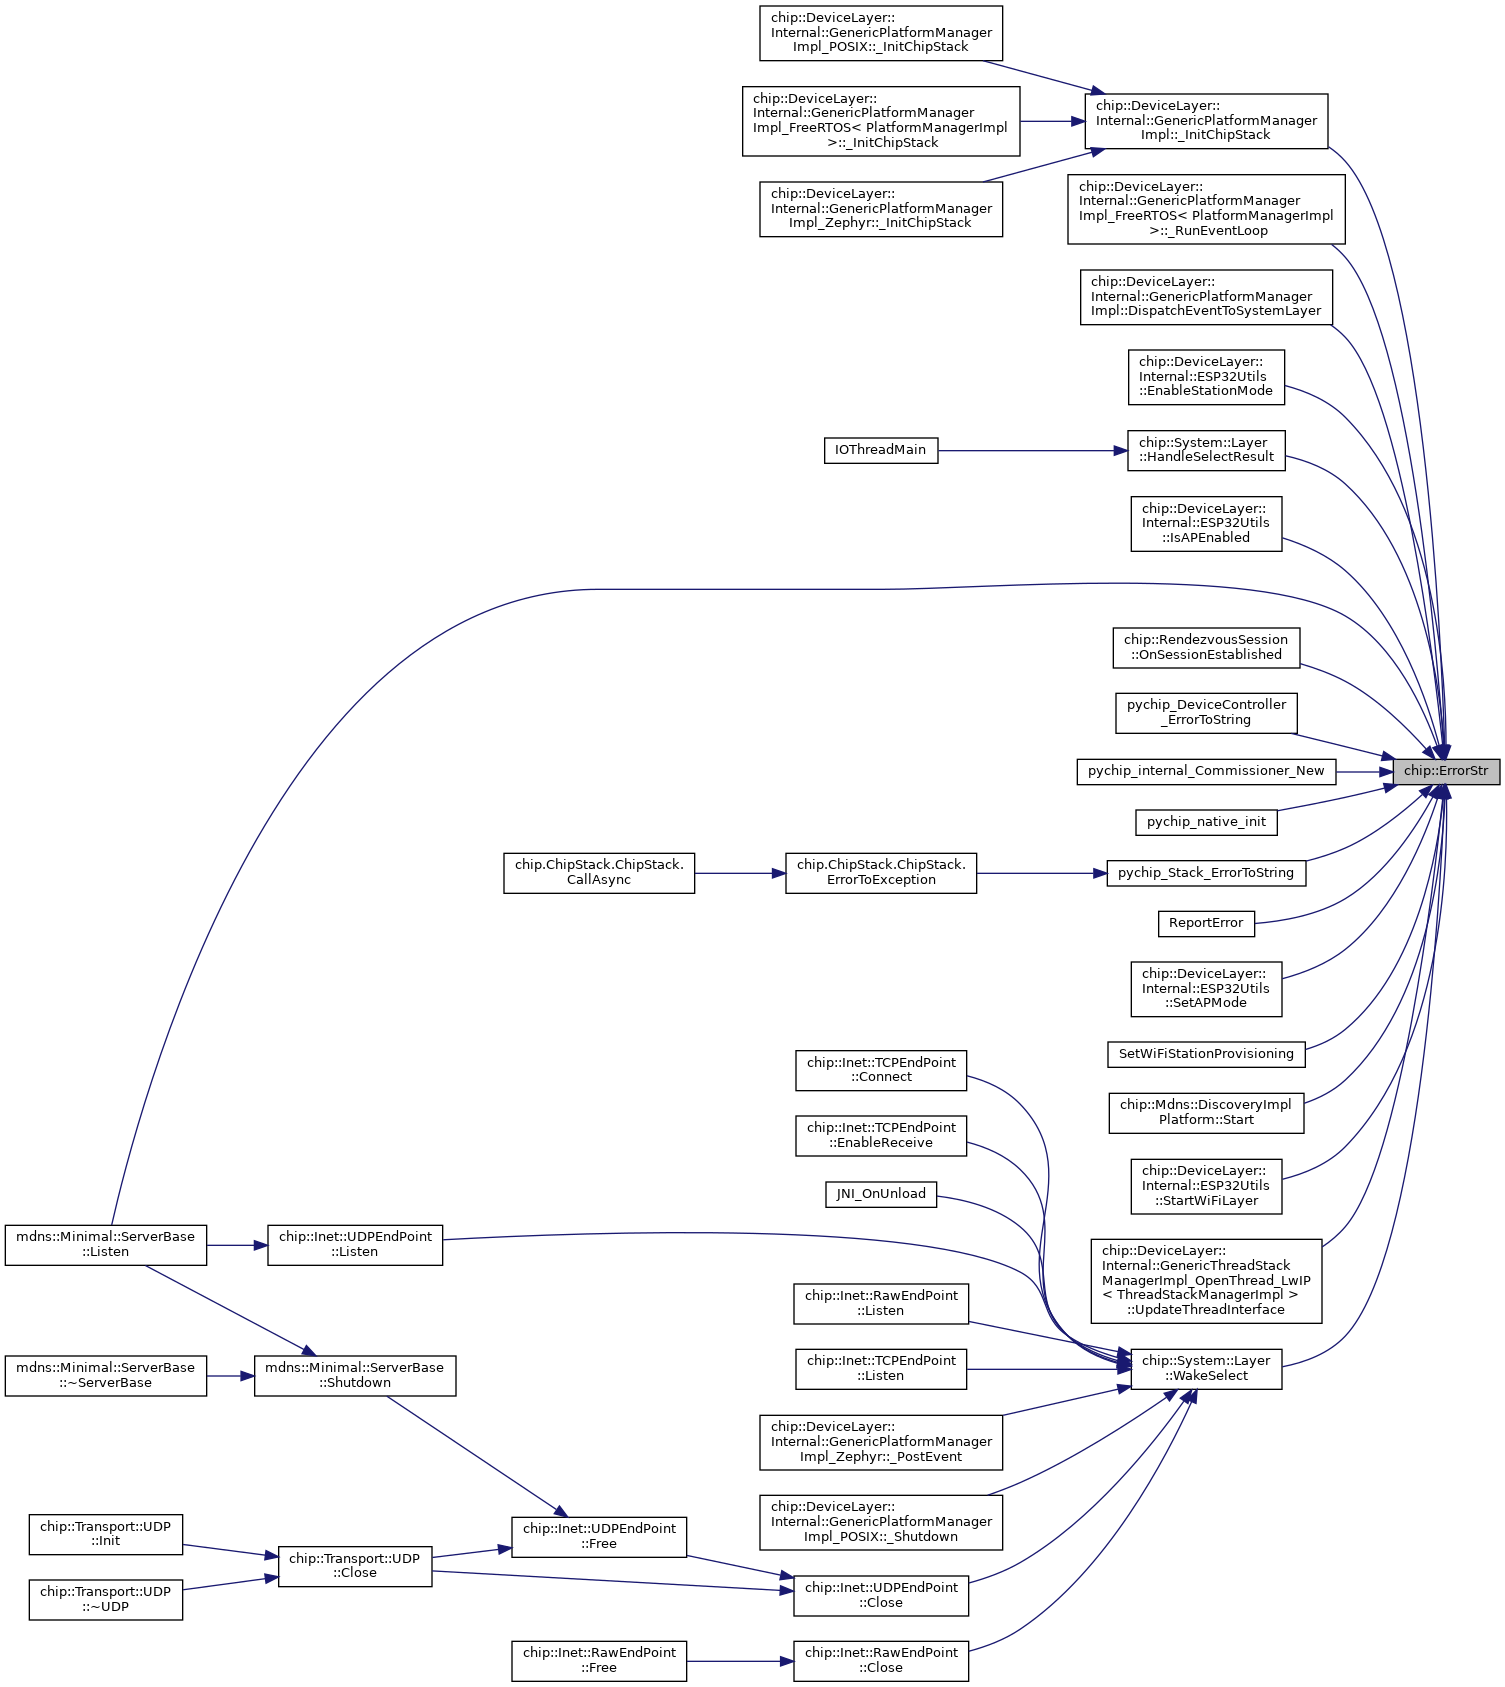 chip::DeviceLayer::
Internal::GenericPlatformManager
Impl_POSIX::_InitChipStack
chip::DeviceLayer::
Internal::GenericPlatformManager
Impl_FreeRTOS< PlatformManagerImpl
>::_InitChipStack
chip::DeviceLayer::
Internal::GenericPlatformManager
Impl::_InitChipStack
chip::DeviceLayer::
Internal::GenericPlatformManager
Impl_Zephyr::_InitChipStack
chip::DeviceLayer::
Internal::GenericPlatformManager
Impl_FreeRTOS< PlatformManagerImpl
>::_RunEventLoop
chip::DeviceLayer::
Internal::GenericPlatformManager
Impl::DispatchEventToSystemLayer
chip::DeviceLayer::
Internal::ESP32Utils
::EnableStationMode
IOThreadMain
chip::System::Layer
::HandleSelectResult
chip::DeviceLayer::
Internal::ESP32Utils
::IsAPEnabled
chip::RendezvousSession
::OnSessionEstablished
pychip_DeviceController
_ErrorToString
pychip_internal_Commissioner_New
chip::ErrorStr
pychip_native_init
chip.ChipStack.ChipStack.
CallAsync
chip.ChipStack.ChipStack.
ErrorToException
pychip_Stack_ErrorToString
ReportError
chip::DeviceLayer::
Internal::ESP32Utils
::SetAPMode
SetWiFiStationProvisioning
chip::Inet::TCPEndPoint
::Connect
chip::Mdns::DiscoveryImpl
Platform::Start
chip::Inet::TCPEndPoint
::EnableReceive
chip::DeviceLayer::
Internal::ESP32Utils
::StartWiFiLayer
JNI_OnUnload
mdns::Minimal::ServerBase
::Listen
chip::Inet::UDPEndPoint
::Listen
chip::DeviceLayer::
Internal::GenericThreadStack
ManagerImpl_OpenThread_LwIP
< ThreadStackManagerImpl >
::UpdateThreadInterface
chip::Inet::RawEndPoint
::Listen
mdns::Minimal::ServerBase
::~ServerBase
mdns::Minimal::ServerBase
::Shutdown
chip::Inet::TCPEndPoint
::Listen
chip::System::Layer
::WakeSelect
chip::DeviceLayer::
Internal::GenericPlatformManager
Impl_Zephyr::_PostEvent
chip::DeviceLayer::
Internal::GenericPlatformManager
Impl_POSIX::_Shutdown
chip::Transport::UDP
::Init
chip::Inet::UDPEndPoint
::Free
chip::Transport::UDP
::Close
chip::Transport::UDP
::~UDP
chip::Inet::UDPEndPoint
::Close
chip::Inet::RawEndPoint
::Free
chip::Inet::RawEndPoint
::Close